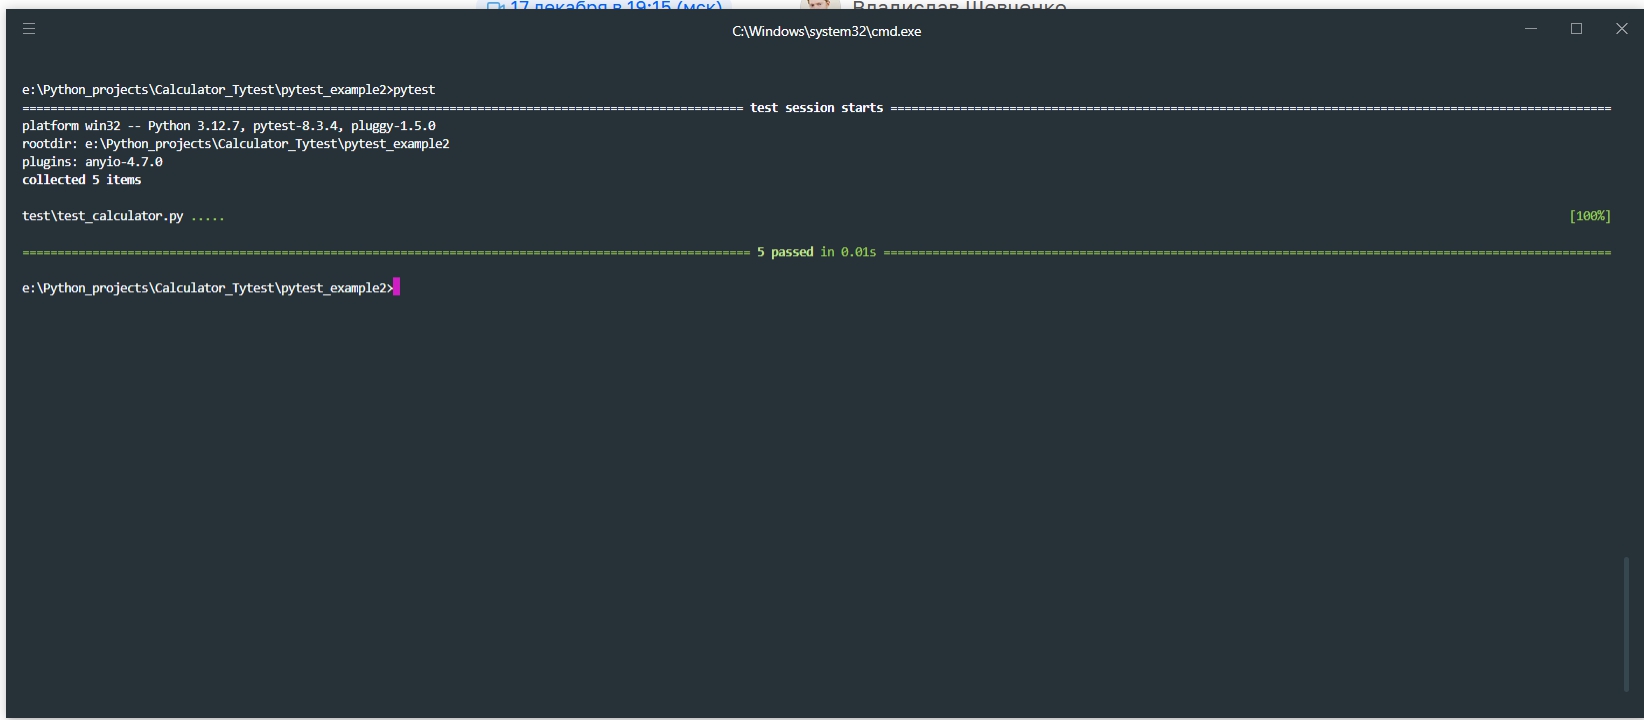 17 декабря в 19:15 (мск) Владислав Шевченко
C:\Windows\system32\cmd.exe
e:\Python_projects\Calculator_Tytest\pytest_example2>pytest
======================================================================================================= test session starts =======================================================================================================
platform win32 -- Python 3.12.7, pytest-8.3.4, pluggy-1.5.0
rootdir: e:\Python_projects\Calculator_Tytest\pytest_example2
plugins: anyio-4.7.0
collected 5 items
test\test_calculator.py ..... [100%]
======================================================================================================== 5 passed in 0.01s ========================================================================================================
e:\Python_projects\Calculator_Tytest\pytest_example2>